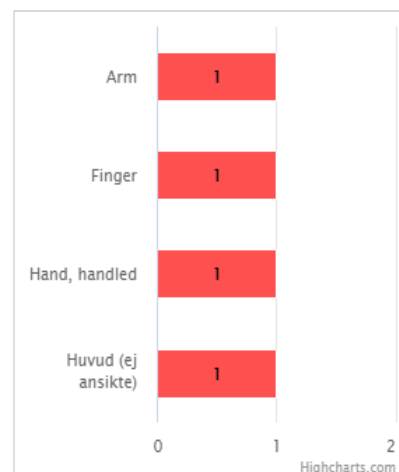 Arm
1
Finger
1
Hand, handled
1
Huvud (ej
ansikte)
1
0 1 2
Highcharts.com